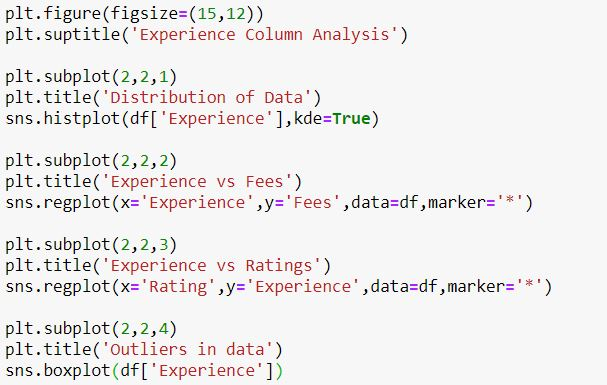 plt.figure(figsize=(15,12))
plt.suptitle('Experience Column Analysis')
plt.subplot(2,2,1)
plt.title('Distribution of Data')
sns.histplot(df['Experience'],kde=True)
plt.subplot(2,2,2)
plt.title('Experience vs Fees')
sns.regplot(x='Experience',y='Fees',data=df,marker='*')
plt.subplot(2,2,3)
plt.title('Experience vs Ratings')
sns.regplot(x='Rating',y='Experience',data=df,marker='*')
plt.subplot(2,2,4)
plt.title('Outliers in data')
sns.boxplot(df['Experience'])